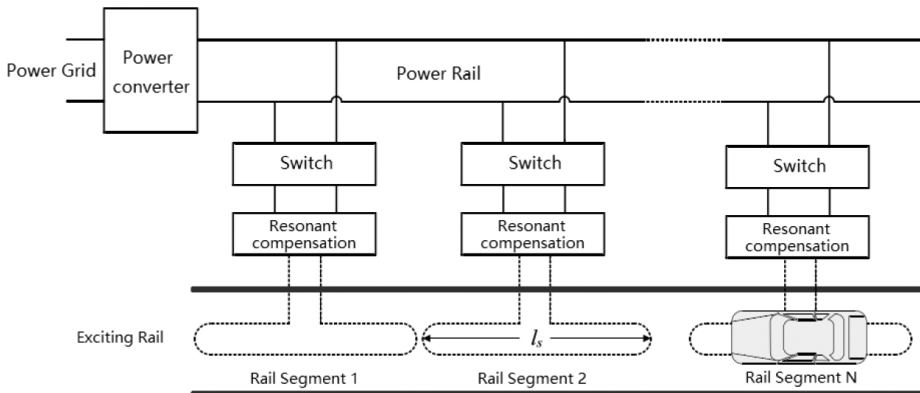 Power Grid
Power
converter
Power Rail
Switch
Switch
Switch
Resonant
compensation
Resonant
compensation
Resonant
compensation
Exciting Rail
l_s
Rail Segment 1
Rail Segment 2
Rail Segment N